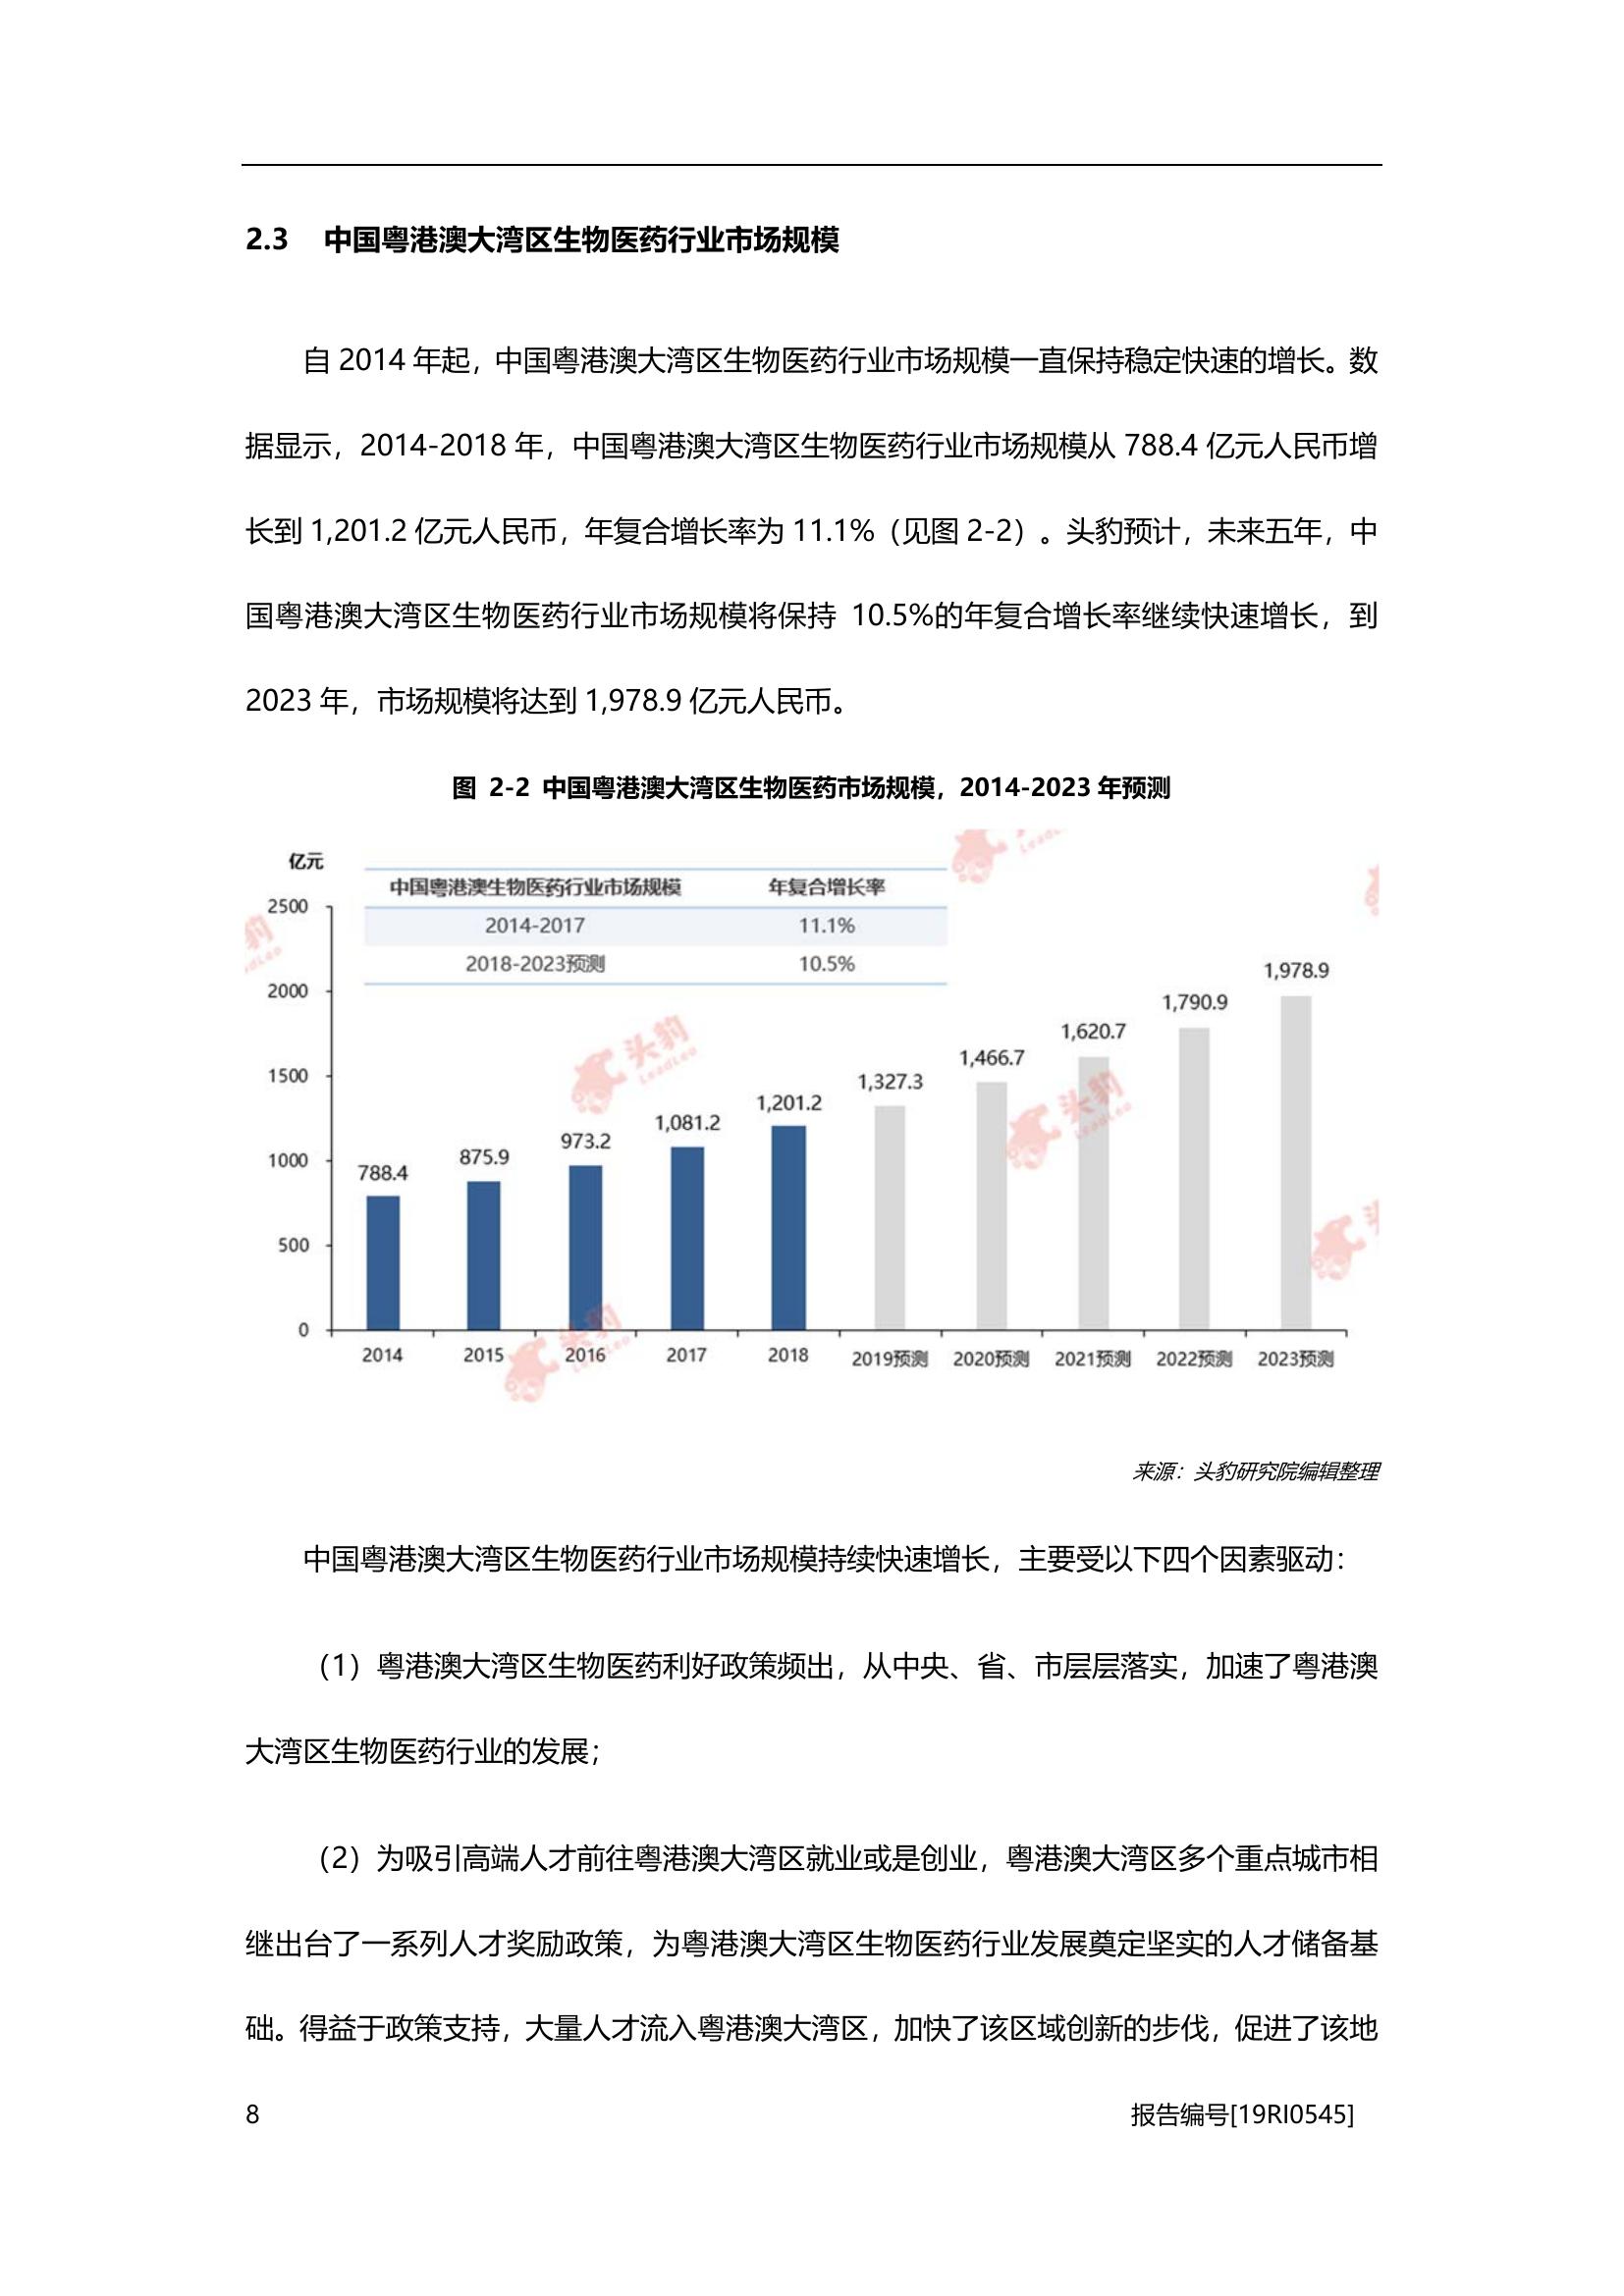 2.3 中国粤港澳大湾区生物医药行业市场规模
自 2014 年起，中国粤港澳大湾区生物医药行业市场规模一直保持稳定快速的增长。数
据显示，2014-2018 年，中国粤港澳大湾区生物医药行业市场规模从 788.4 亿元人民币增
长到 1,201.2 亿元人民币，年复合增长率为 11.1%（见图 2-2）。头豹预计，未来五年，中
国粤港澳大湾区生物医药行业市场规模将保持 10.5%的年复合增长率继续快速增长，到
2023 年，市场规模将达到 1,978.9 亿元人民币。
图 2-2 中国粤港澳大湾区生物医药市场规模，2014-2023 年预测
亿元
中国粤港澳生物医药行业市场规模 年复合增长率
2014-2017 11.1%
2018-2023预测 10.5%
2500
2000
1500
1000
500
0
788.4
875.9
973.2
1,081.2
1,201.2
1,327.3
1,466.7
1,620.7
1,790.9
1,978.9
2014 2015 2016 2017 2018 2019预测 2020预测 2021预测 2022预测 2023预测
头豹
LeadLeo
头豹
LeadLeo
头豹
LeadLeo
来源：头豹研究院编辑整理
中国粤港澳大湾区生物医药行业市场规模持续快速增长，主要受以下四个因素驱动：
（1）粤港澳大湾区生物医药利好政策频出，从中央、省、市层层落实，加速了粤港澳
大湾区生物医药行业的发展；
（2）为吸引高端人才前往粤港澳大湾区就业或是创业，粤港澳大湾区多个重点城市相
继出台了一系列人才奖励政策，为粤港澳大湾区生物医药行业发展奠定坚实的人才储备基
础。得益于政策支持，大量人才流入粤港澳大湾区，加快了该区域创新的步伐，促进了该地
8 报告编号[19RI0545]